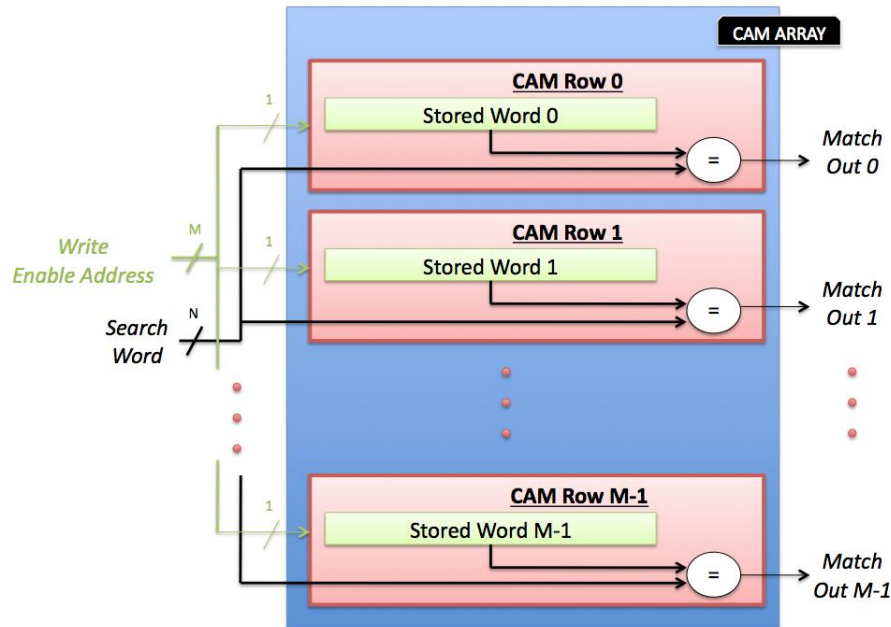 CAM ARRAY
CAM Row 0
1
Stored Word 0
=
Match
Out 0
CAM Row 1
M
1
Write
Enable Address
Stored Word 1
=
Match
Out 1
N
Search
Word
CAM Row M-1
1
Stored Word M-1
=
Match
Out M-1